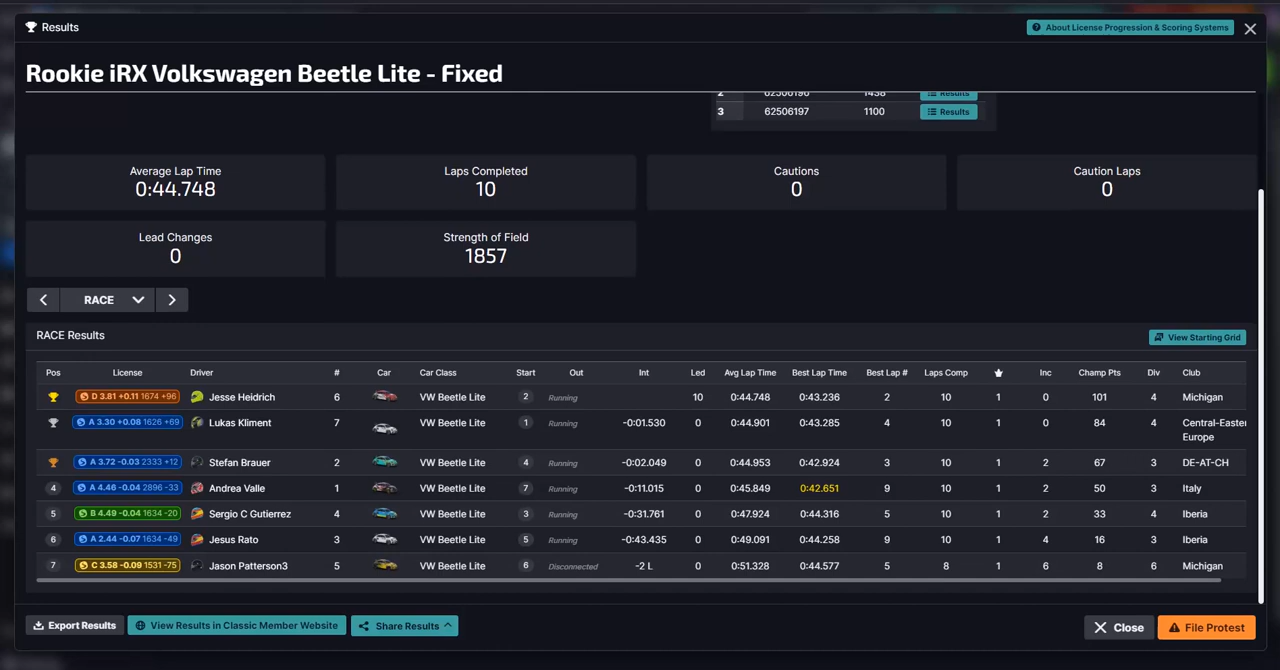 Results
About License Progression & Scoring Systems
Rookie iRX Volkswagen Beetle Lite - Fixed
2 62506196 1438 Results
3 62506197 1100 Results
Average Lap Time
0:44.748
Laps Completed
10
Cautions
0
Caution Laps
0
Lead Changes
0
Strength of Field
1857
RACE
RACE Results
View Starting Grid
Pos License Driver # Car Car Class Start Out Int Led Avg Lap Time Best Lap Time Best Lap # Laps Comp Inc Champ Pts Div Club
D 3.81 +0.11 1674 +96 Jesse Heidrich 6 VW Beetle Lite 2 Running 10 0:44.748 0:43.236 2 10 1 0 101 4 Michigan
A 3.30 +0.08 1626 +69 Lukas Kliment 7 VW Beetle Lite 1 Running -0:01.530 0 0:44.901 0:43.285 4 10 1 0 84 4 Central-Easter
Europe
A 3.72 -0.03 2333 +12 Stefan Brauer 2 VW Beetle Lite 4 Running -0:02.049 0 0:44.953 0:42.924 3 10 1 2 67 3 DE-AT-CH
4 A 4.46 -0.04 2896 -33 Andrea Valle 1 VW Beetle Lite 7 Running -0:11.015 0 0:45.849 0:42.651 9 10 1 2 50 3 Italy
5 B 4.49 -0.04 1634 -20 Sergio C Gutierrez 4 VW Beetle Lite 3 Running -0:31.761 0 0:47.924 0:44.316 5 10 1 2 33 4 Iberia
6 A 2.44 -0.07 1634 -49 Jesus Rato 3 VW Beetle Lite 5 Running -0:43.435 0 0:49.091 0:44.258 9 10 1 4 16 3 Iberia
7 C 3.58 -0.09 1531 -75 Jason Patterson3 5 VW Beetle Lite 6 Disconnected -2 L 0 0:51.328 0:44.577 5 8 1 6 8 6 Michigan
Export Results View Results in Classic Member Website Share Results Close File Protest